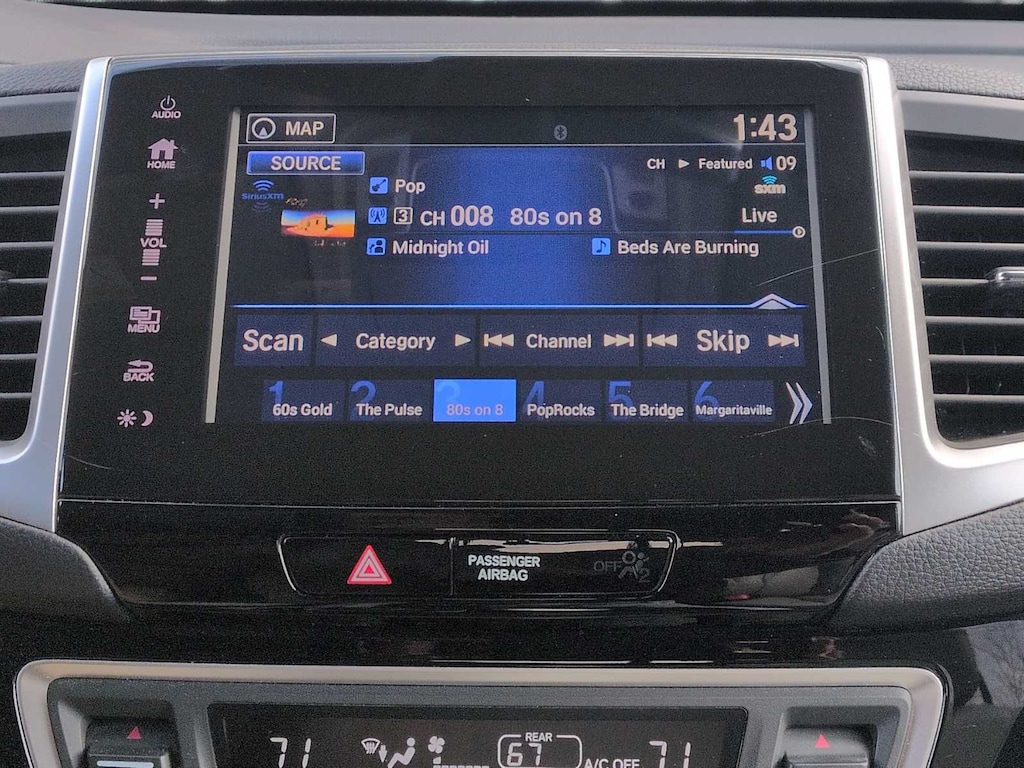 AUDIO
MAP
1:43
HOME
SOURCE
CH ▶ Featured 09
SiriusXM
Pop
sxm
VOL
3 CH 008 80s on 8
Live
Midnight Oil
Beds Are Burning
MENU
Scan
Category
Channel
Skip
BACK
1 60s Gold
2 The Pulse
3 80s on 8
4 PopRocks
5 The Bridge
6 Margaritaville
PASSENGER
AIRBAG
OFF
2
71
REAR
67
A/C OFF
71